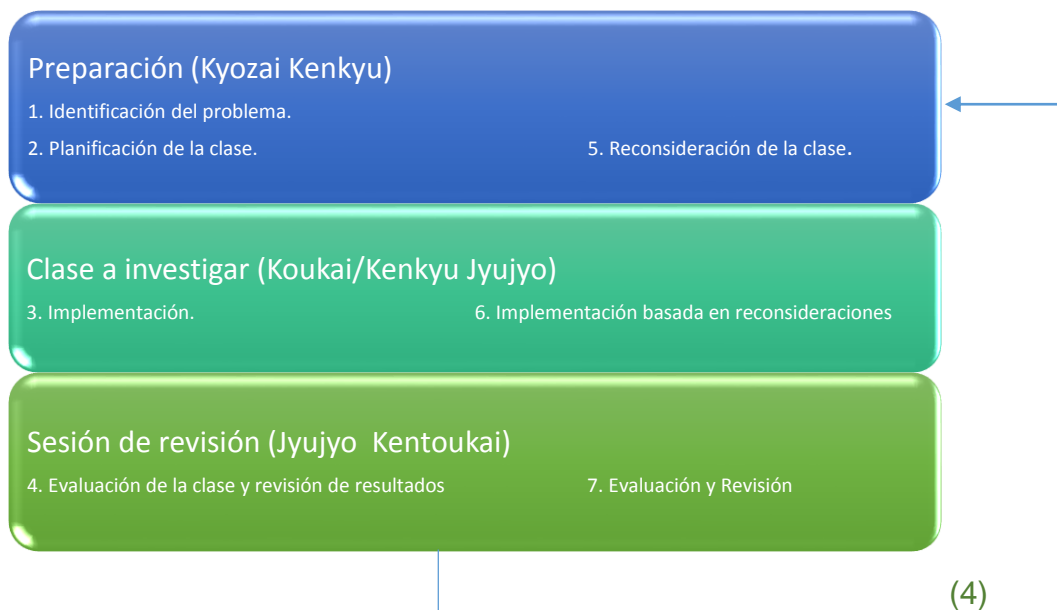 Preparación (Kyozai Kenkyu)
1. Identificación del problema.
2. Planificación de la clase. 5. Reconsideración de la clase.
Clase a investigar (Koukai/Kenkyu Jyujyo)
3. Implementación. 6. Implementación basada en reconsideraciones
Sesión de revisión (Jyujyo Kentoukai)
4. Evaluación de la clase y revisión de resultados 7. Evaluación y Revisión
(4)